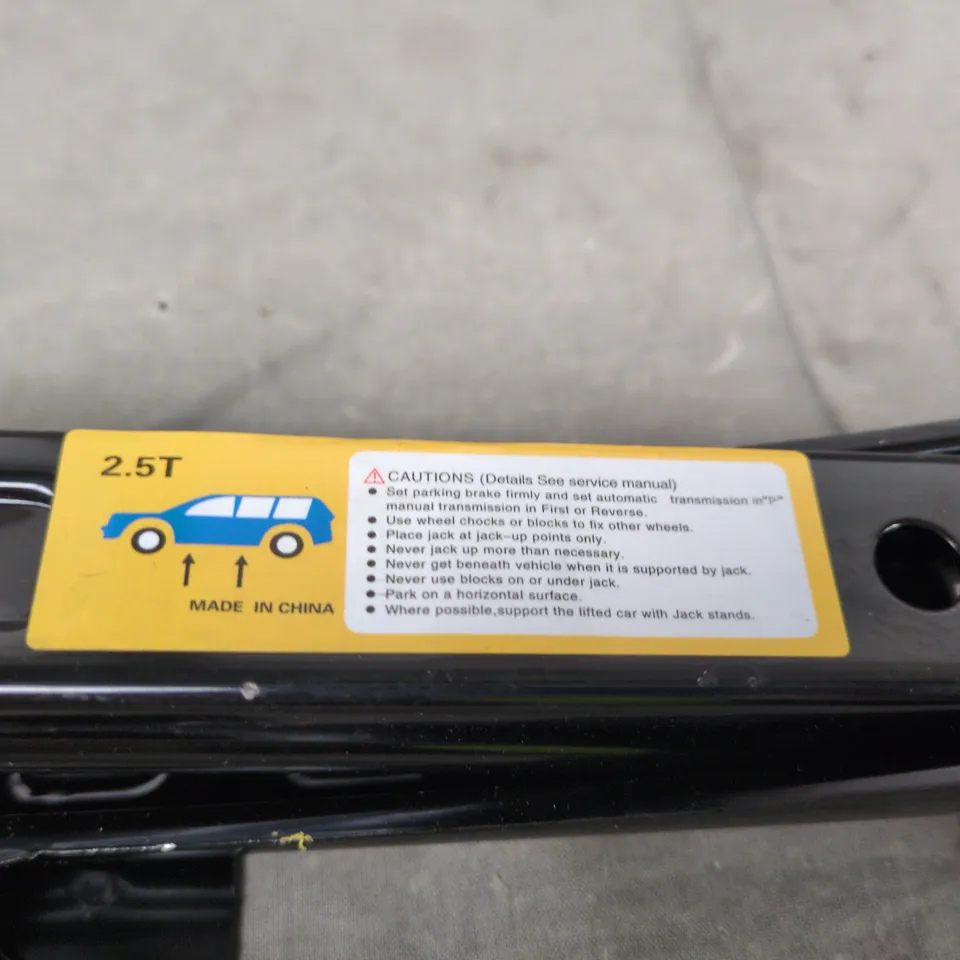 2.5T
MADE IN CHINA
CAUTIONS (Details See service manual)
● Set parking brake firmly and set automatic transmission in"P"
manual transmission in First or Reverse.
● Use wheel chocks or blocks to fix other wheels.
● Place jack at jack-up points only.
● Never jack up more than necessary.
● Never get beneath vehicle when it is supported by jack.
● Never use blocks on or under jack.
● Park on a horizontal surface.
● Where possible,support the lifted car with Jack stands.